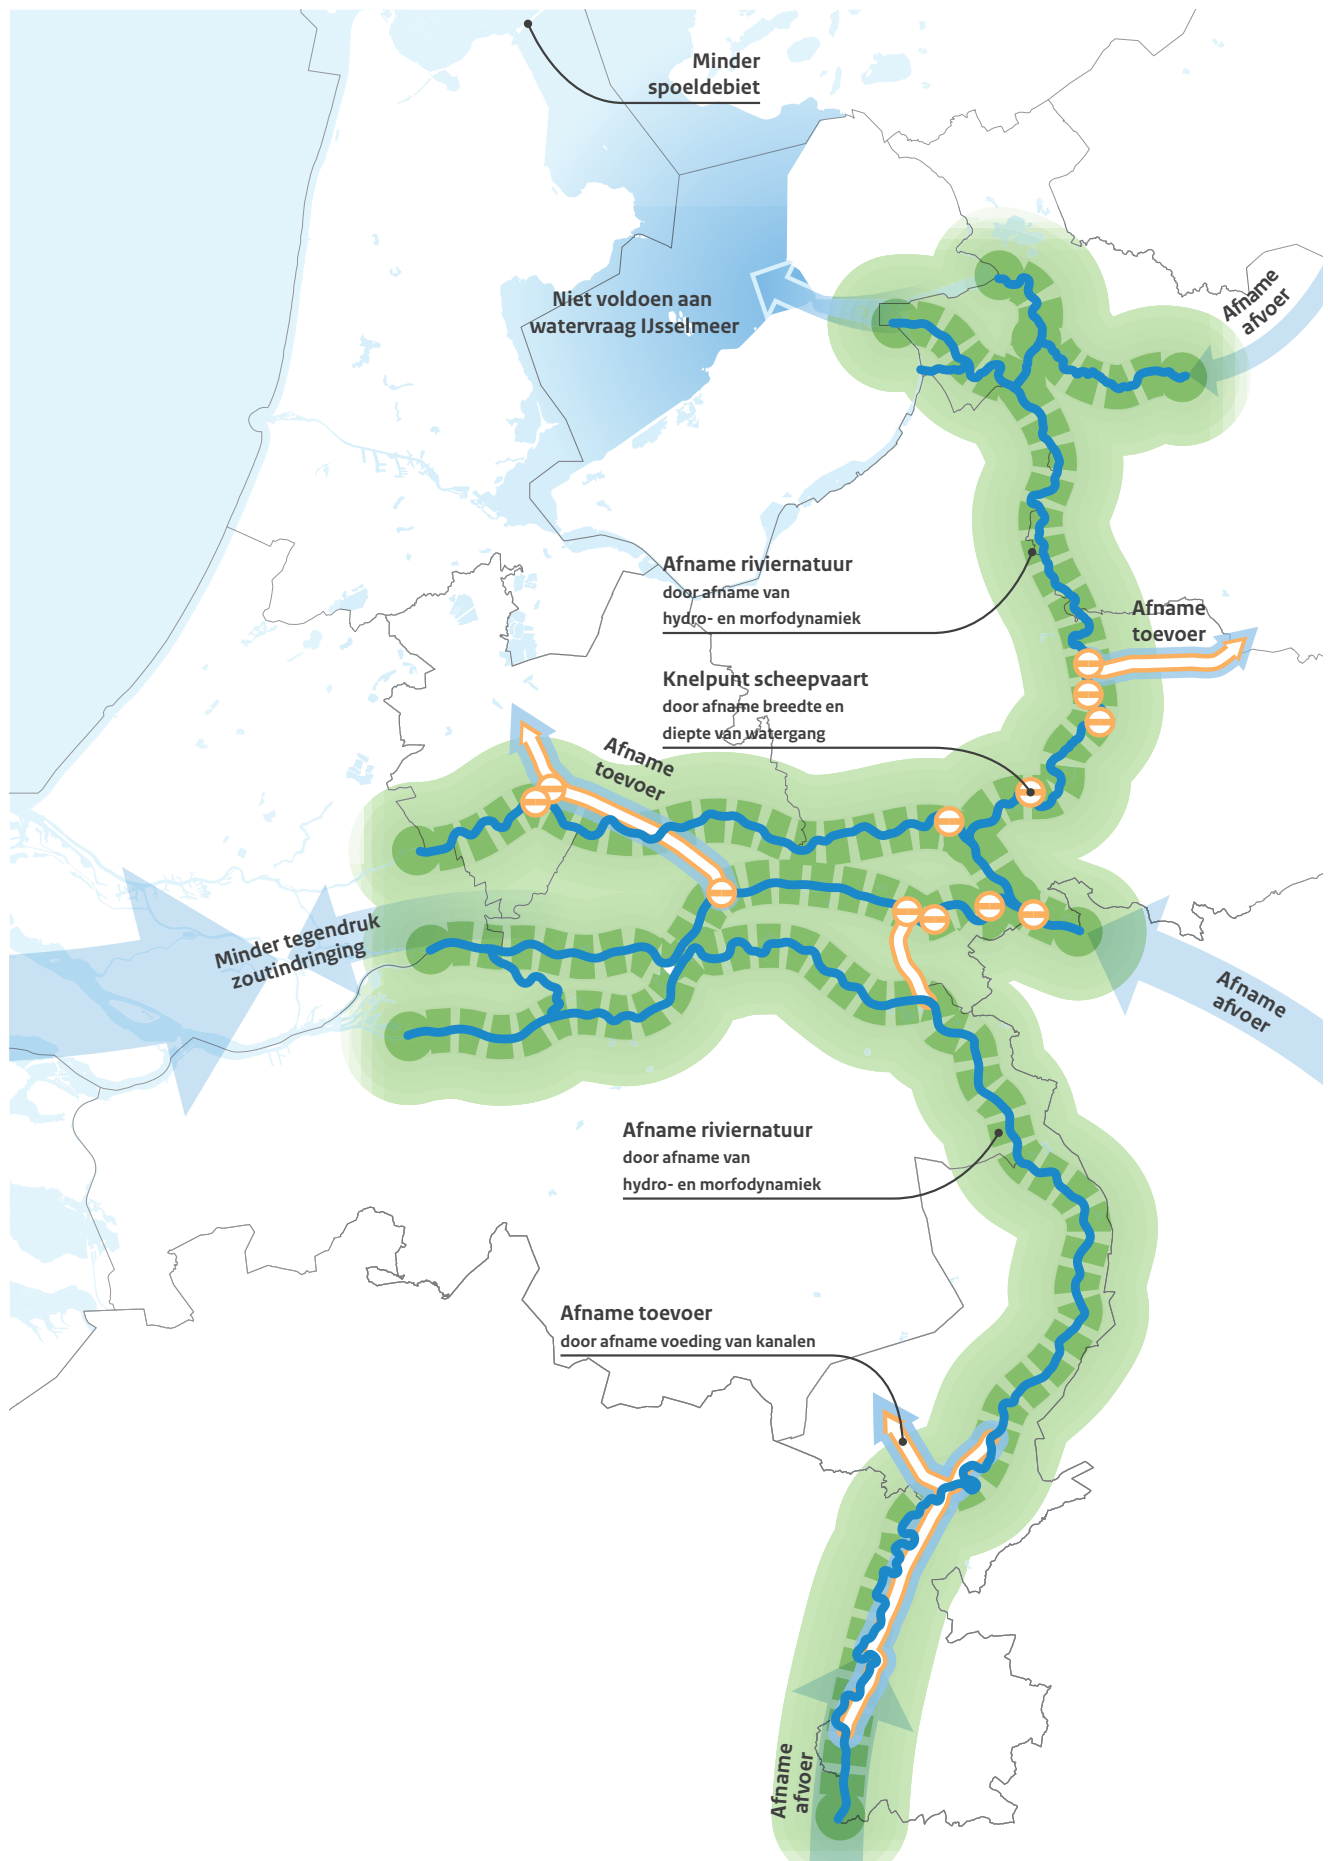 Minder
spoeldebiet
Niet voldoen aan
watervraag IJsselmeer
Afname
afvoer
Afname riviernatuur
door afname van
hydro- en morfodynamiek
Afname
toevoer
Knelpunt scheepvaart
door afname breedte en
diepte van watergang
Afname
toevoer
Minder tegendruk
zoutindringing
Afname
afvoer
Afname riviernatuur
door afname van
hydro- en morfodynamiek
Afname toevoer
door afname voeding van kanalen
Afname
afvoer